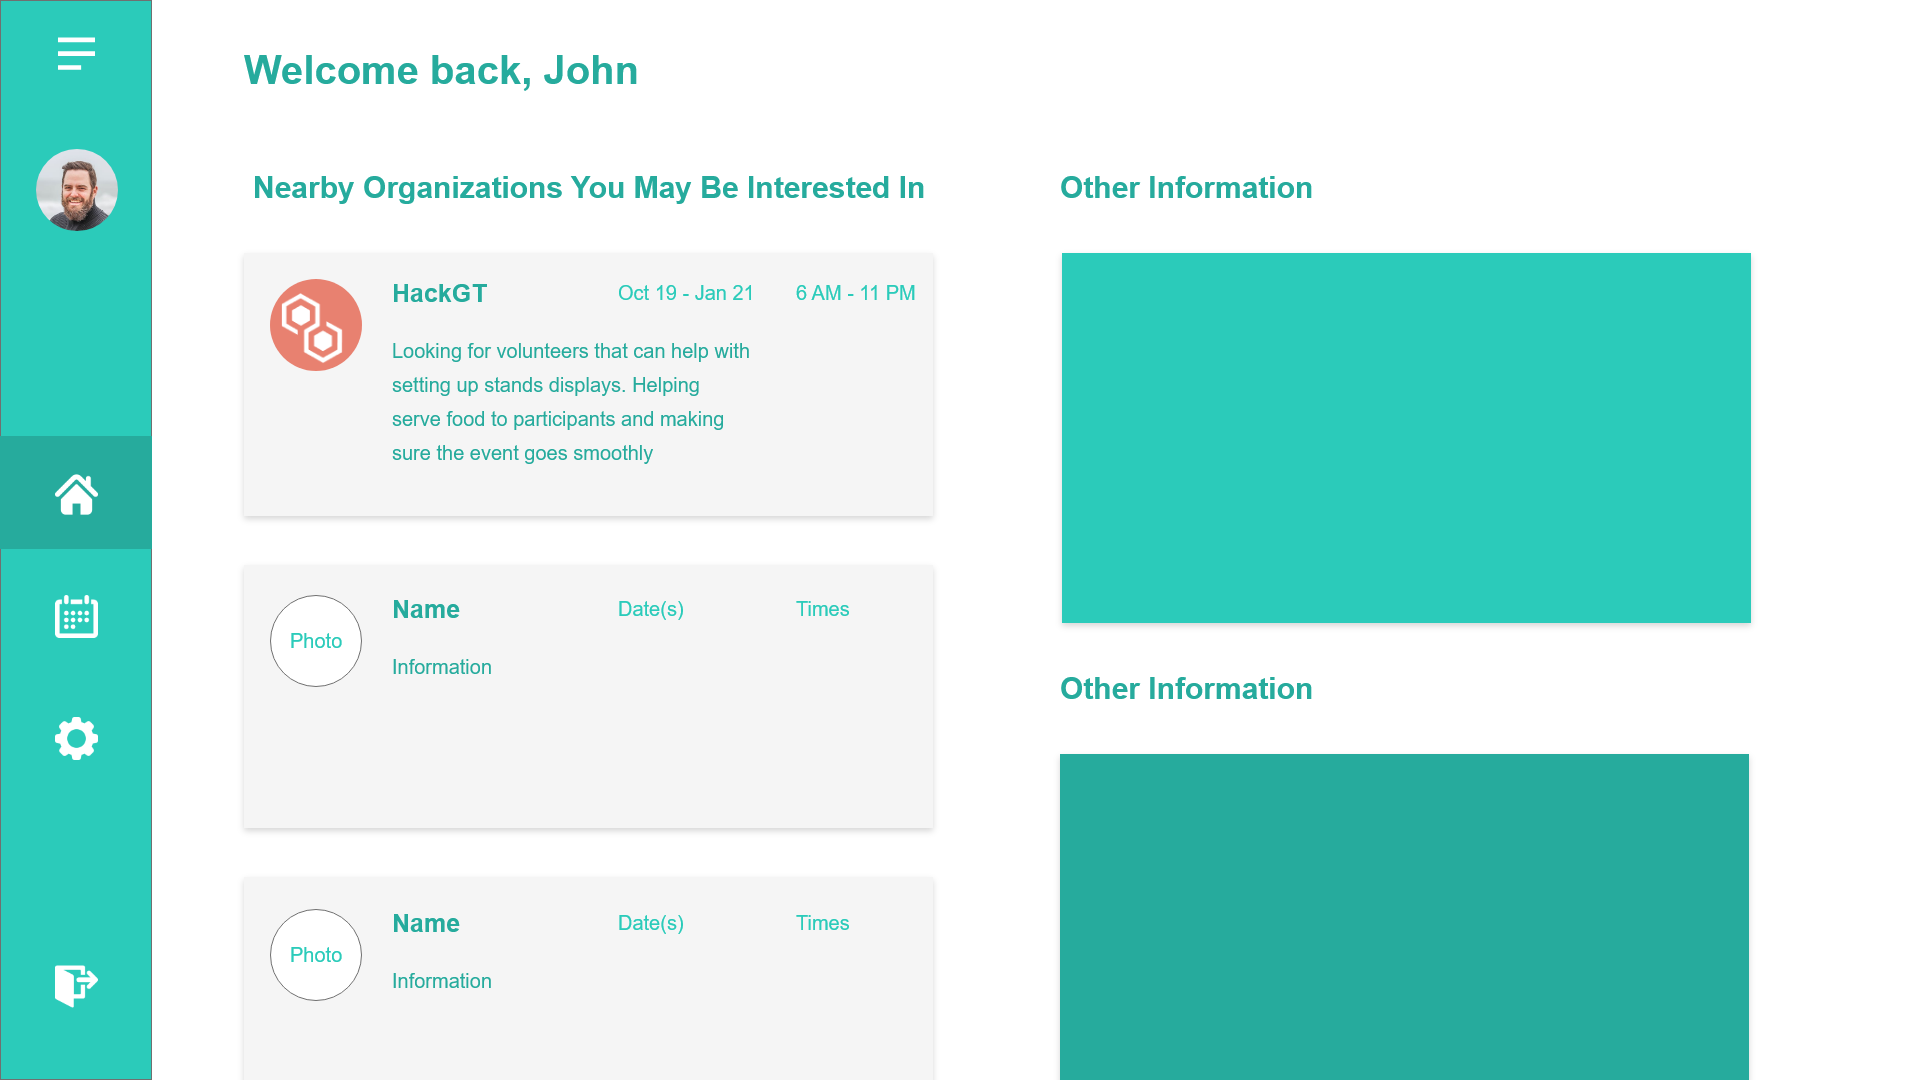 Welcome back, John
Nearby Organizations You May Be Interested In
HackGT
Oct 19 - Jan 21
6 AM - 11 PM
Looking for volunteers that can help with
setting up stands displays. Helping
serve food to participants and making
sure the event goes smoothly
Photo
Name
Date(s)
Times
Information
Photo
Name
Date(s)
Times
Information
Other Information
Other Information